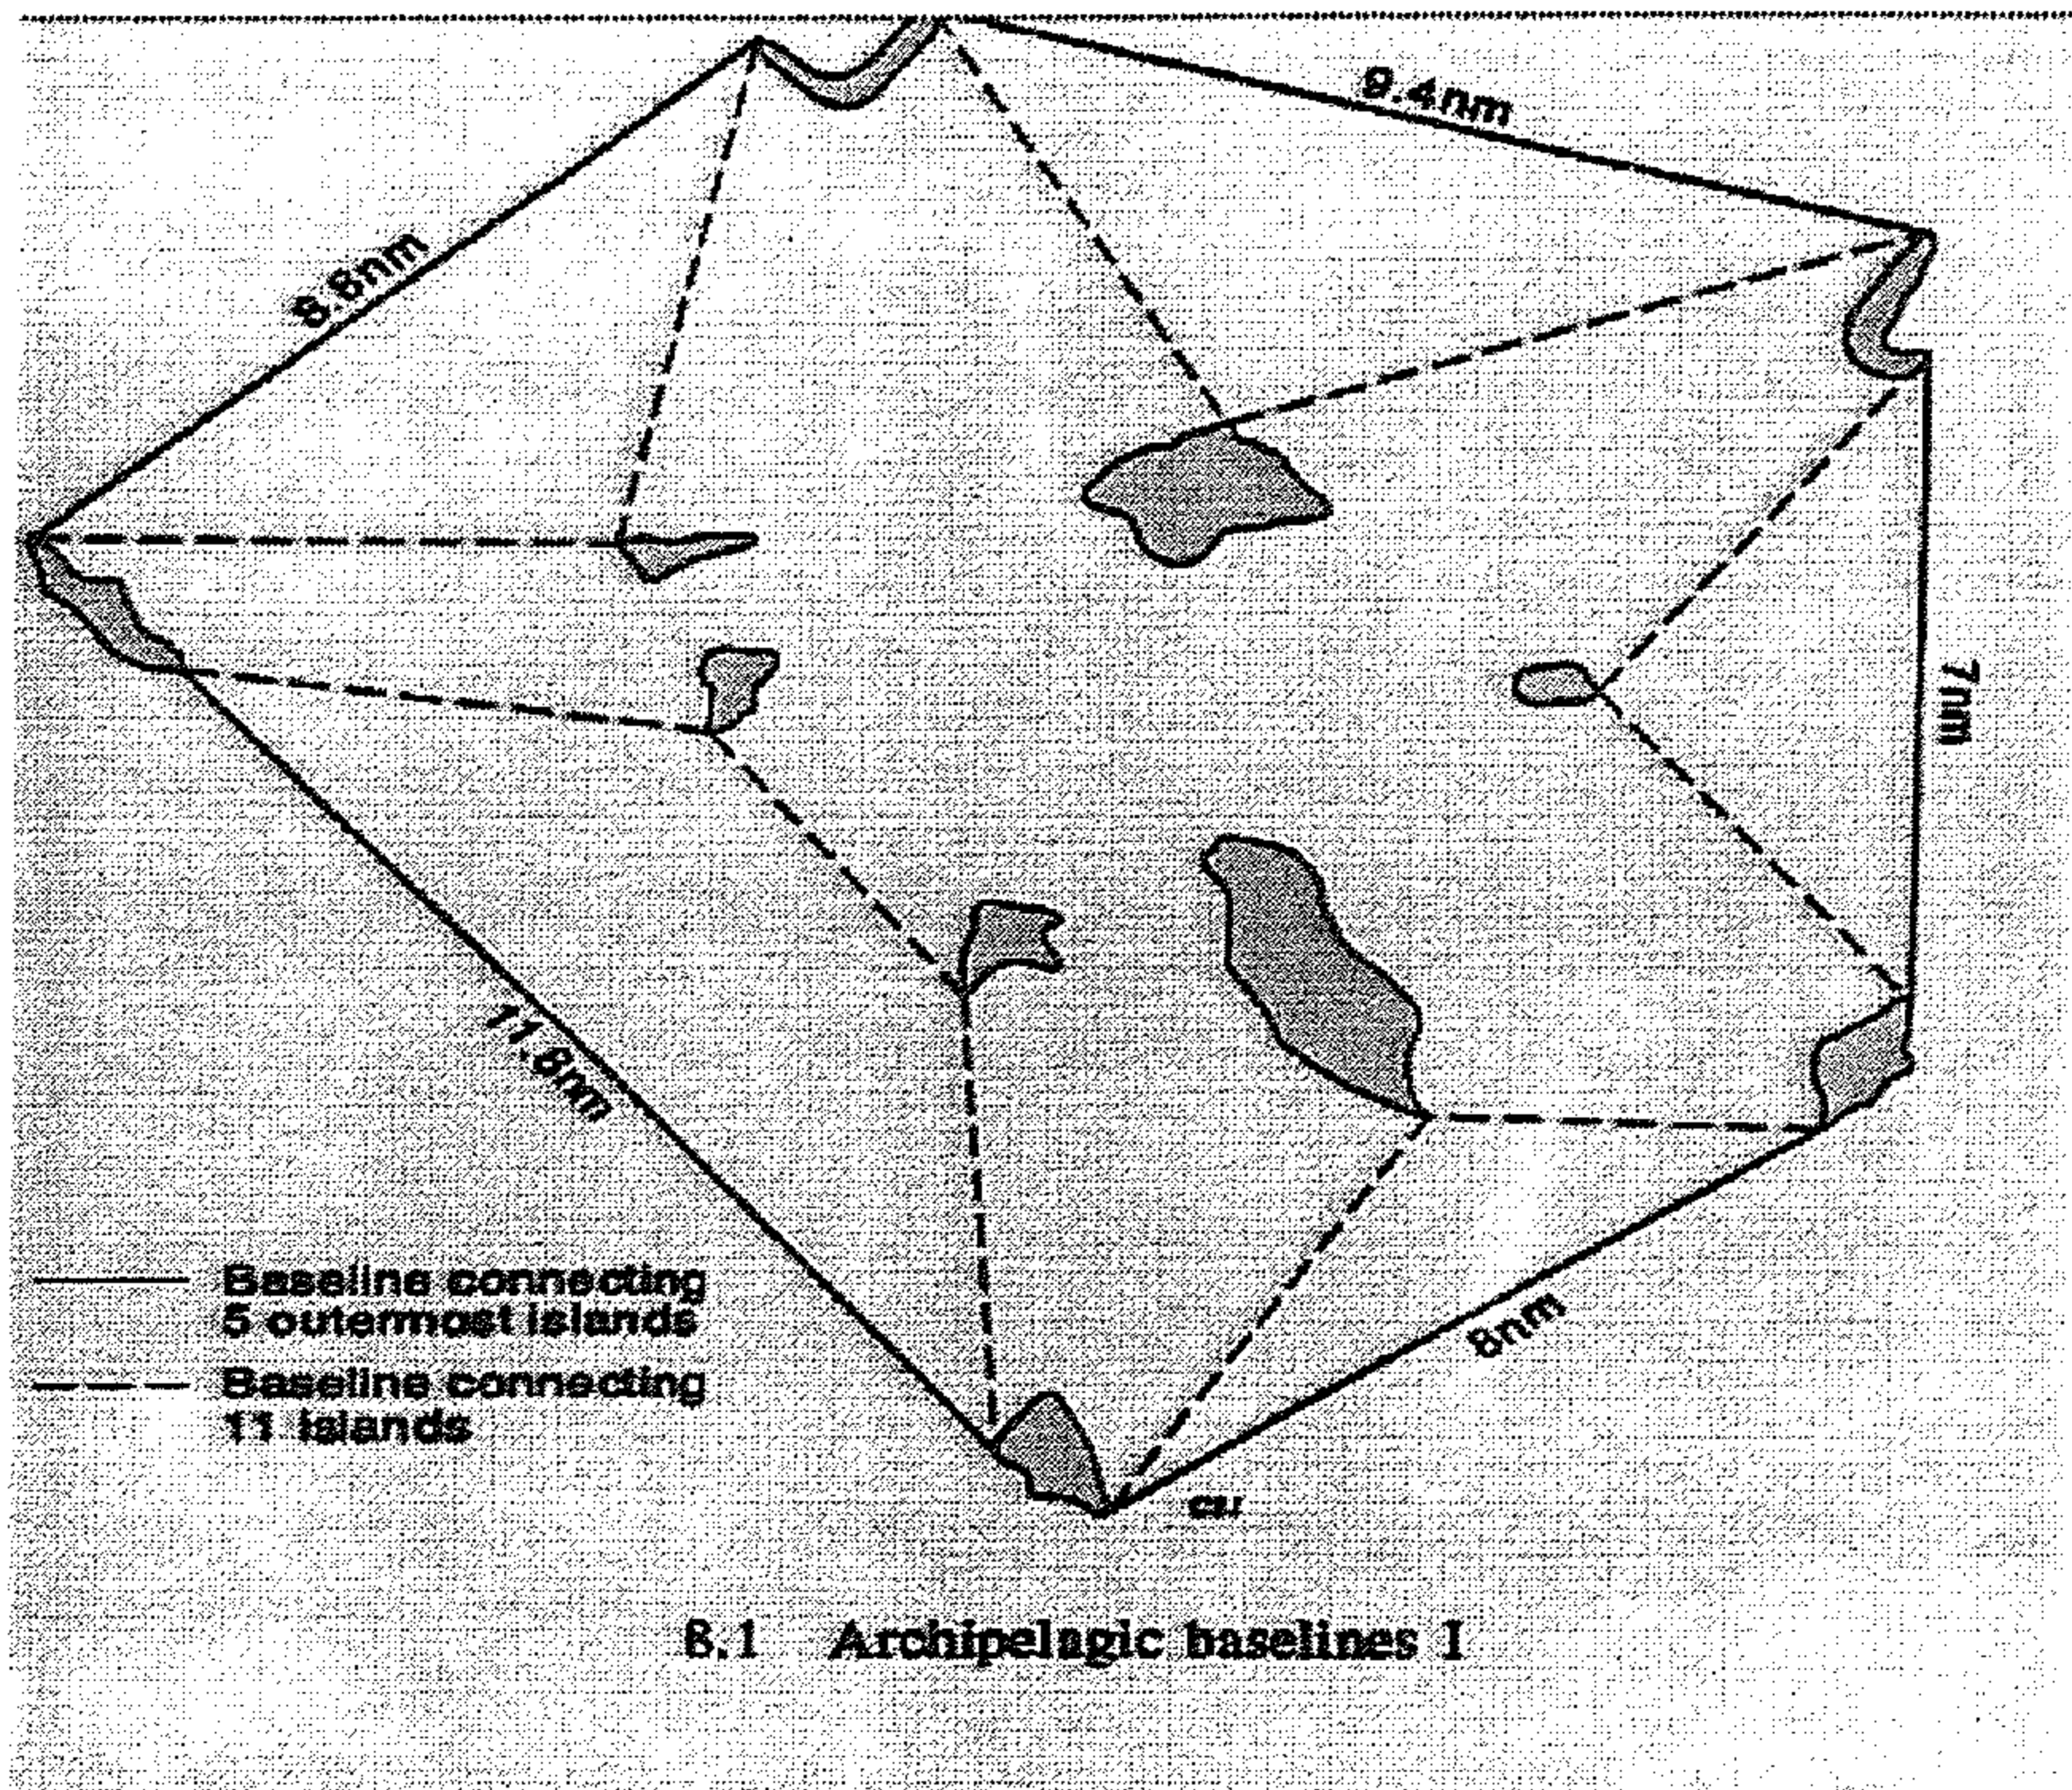 9.4nm
8.8nm
7nm
11.8nm
Baseline connecting
5 outermost islands
8nm
Baseline connecting
11 islands
8.1 Archipelagic baselines I